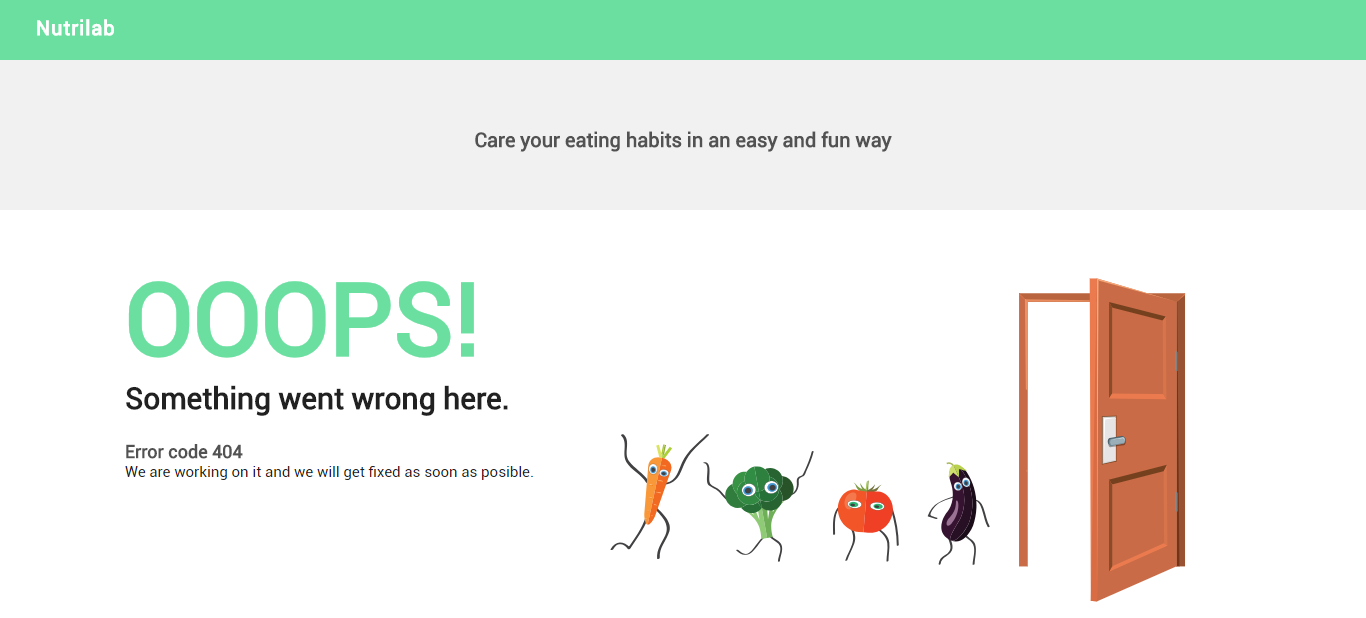 Nutrilab
Care your eating habits in an easy and fun way
OOOPS!
Something went wrong here.
Error code 404
We are working on it and we will get fixed as soon as posible.